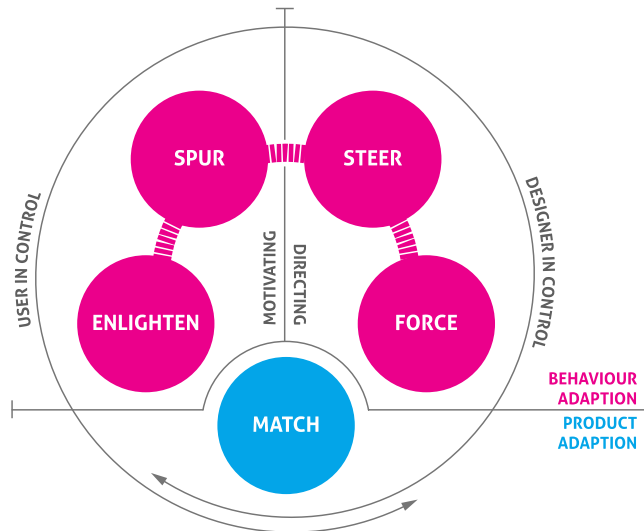 SPUR
STEER
USER IN CONTROL
MOTIVATING
DIRECTING
DESIGNER IN CONTROL
ENLIGHTEN
FORCE
BEHAVIOUR
ADAPTION
MATCH
PRODUCT
ADAPTION